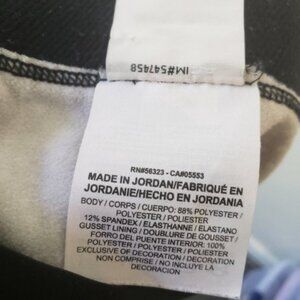 IM#547458
RN#56323 - CA#05553
MADE IN JORDAN/FABRIQUÉ EN
JORDANIE/HECHO EN JORDANIA
BODY / CORPS / CUERPO: 88% POLYESTER /
POLYESTER / POLIESTER
12% SPANDEX / ELASTHANNE / ELASTANO
GUSSET LINING / DOUBLURE DE GOUSSET /
FORRO DEL PUENTE INTERIOR: 100%
POLYESTER / POLYESTER / POLIESTER
EXCLUSIVE OF DECORATION / DECORATION
NON COMPRISE / NO INCLUYE LA
DECORACION